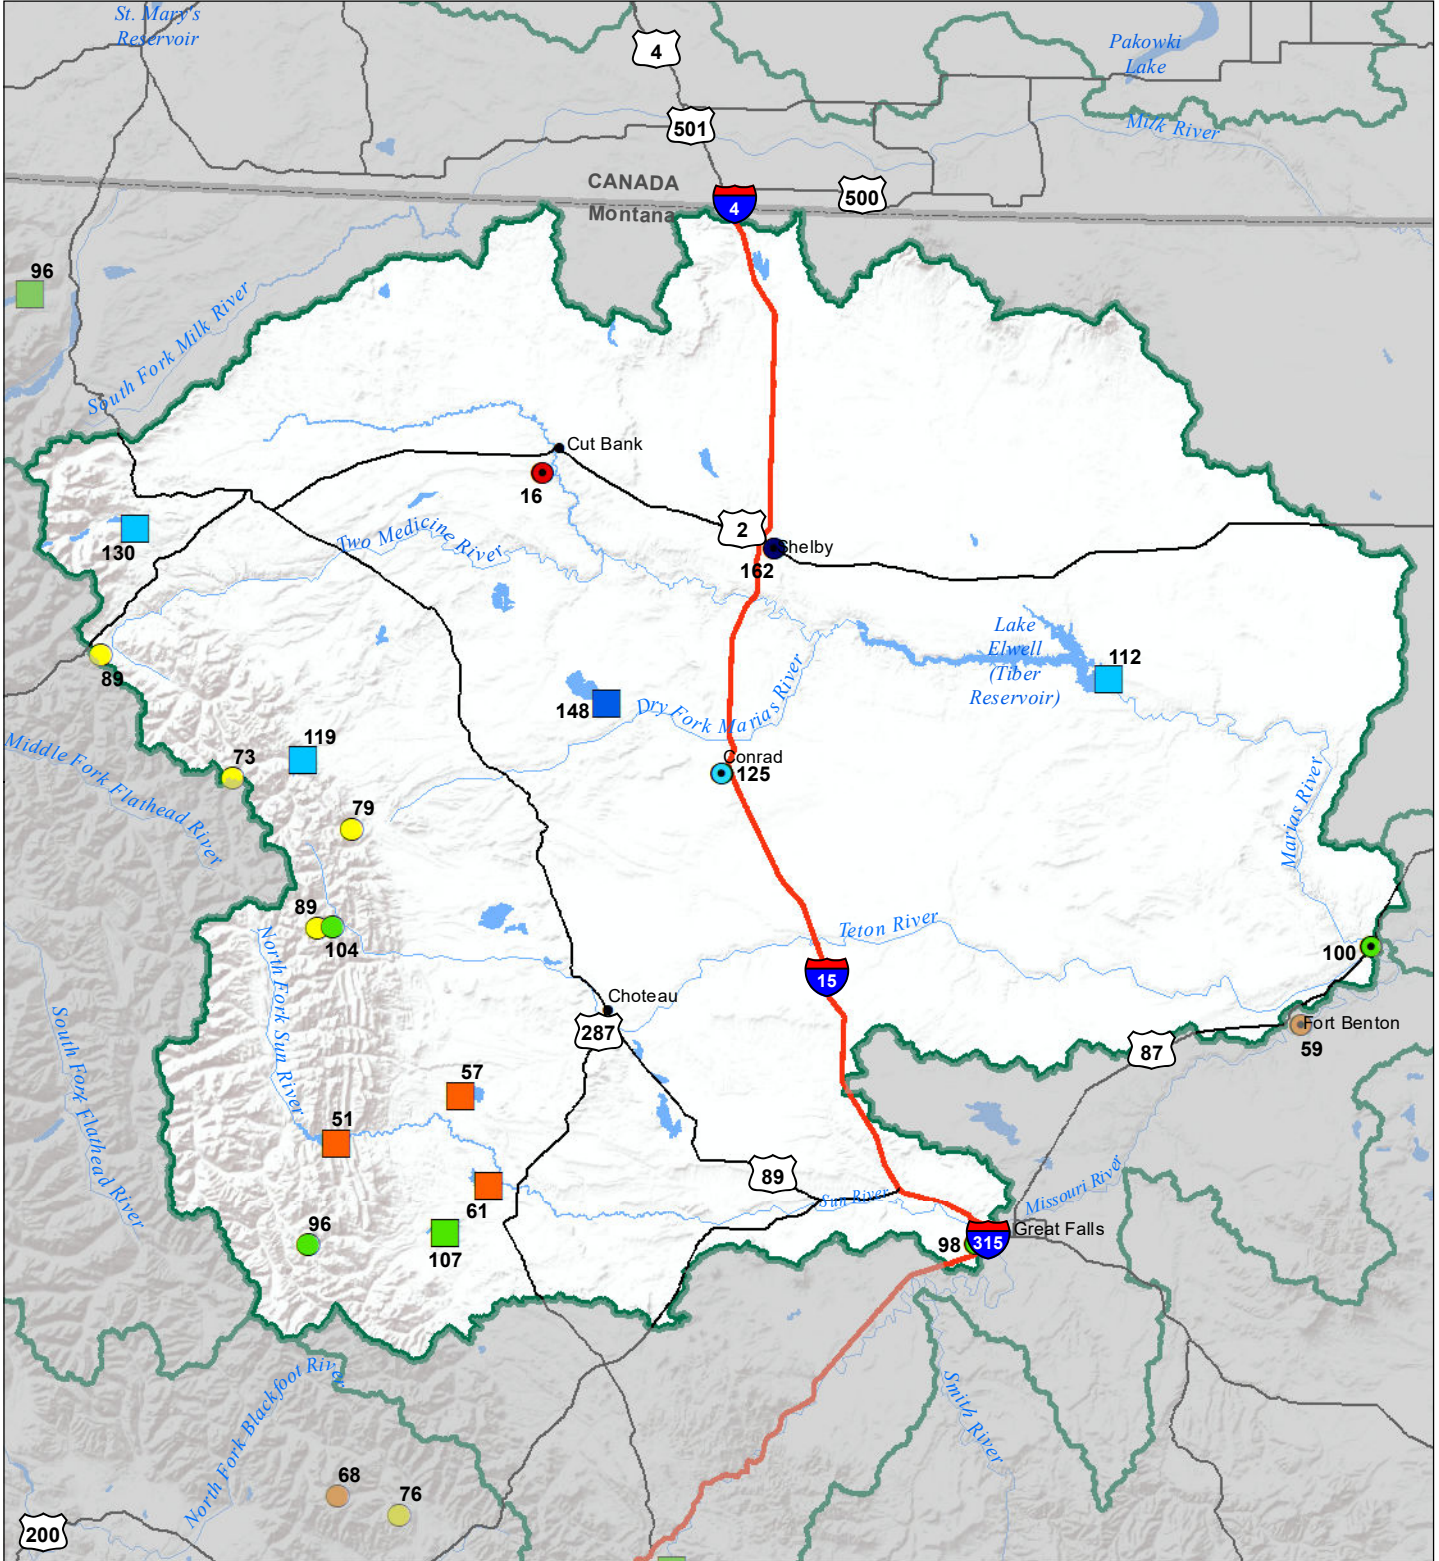 St. Mary's
Reservoir
4
Pakowki
Lake
501
Milk River
CANADA
Montana
4
500
96
South Fork Milk River
Cut Bank
16
2
Shelby
162
130
Two Medicine River
Lake
Elwell
(Tiber
Reservoir)
112
89
148
Dry Fork Marias River
Middle Fork Flathead River
119
73
Conrad
125
79
Marias River
89
104
Teton River
100
15
North Fork Sun River
Choteau
287
Fort Benton
59
87
South Fork Flathead River
57
51
61
89
Sun River
Missouri River
96
107
98
315
Great Falls
North Fork Blackfoot River
Smith River
68
76
200